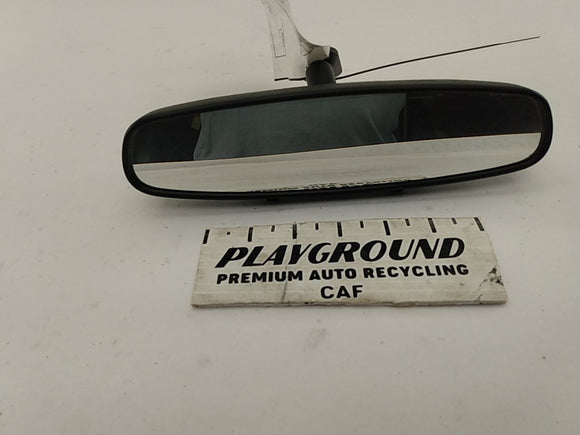 PLAYGROUND
PREMIUM AUTO RECYCLING
CAF